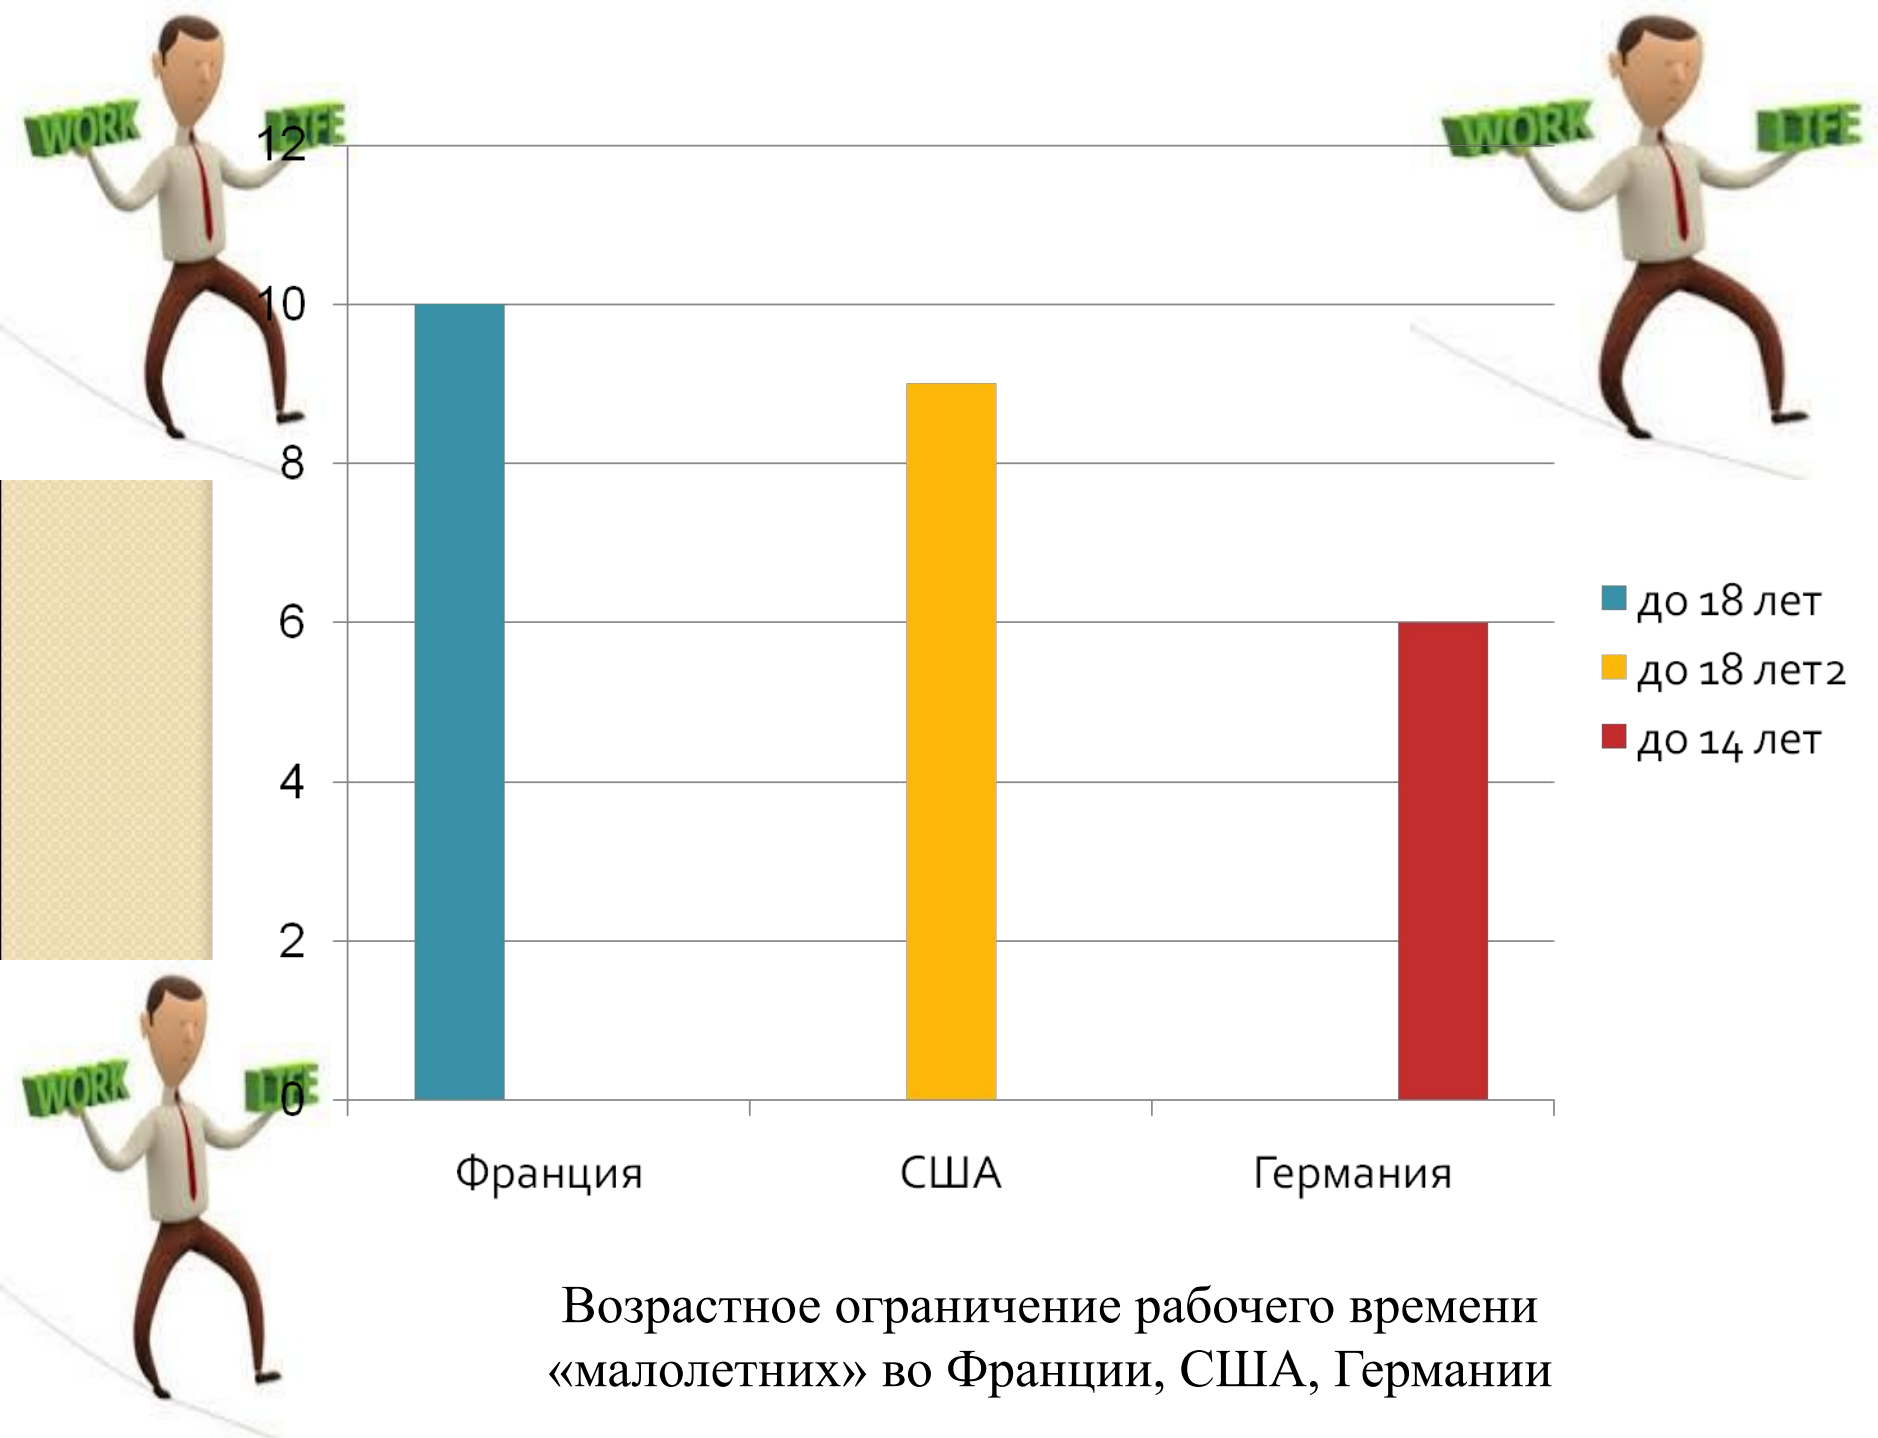 WORK
LIFE
WORK
LIFE
12
10
8
6
4
2
0
до 18 лет
до 18 лет2
до 14 лет
WORK
LIFE
Франция
США
Германия
Возрастное ограничение рабочего времени
«малолетних» во Франции, США, Германии